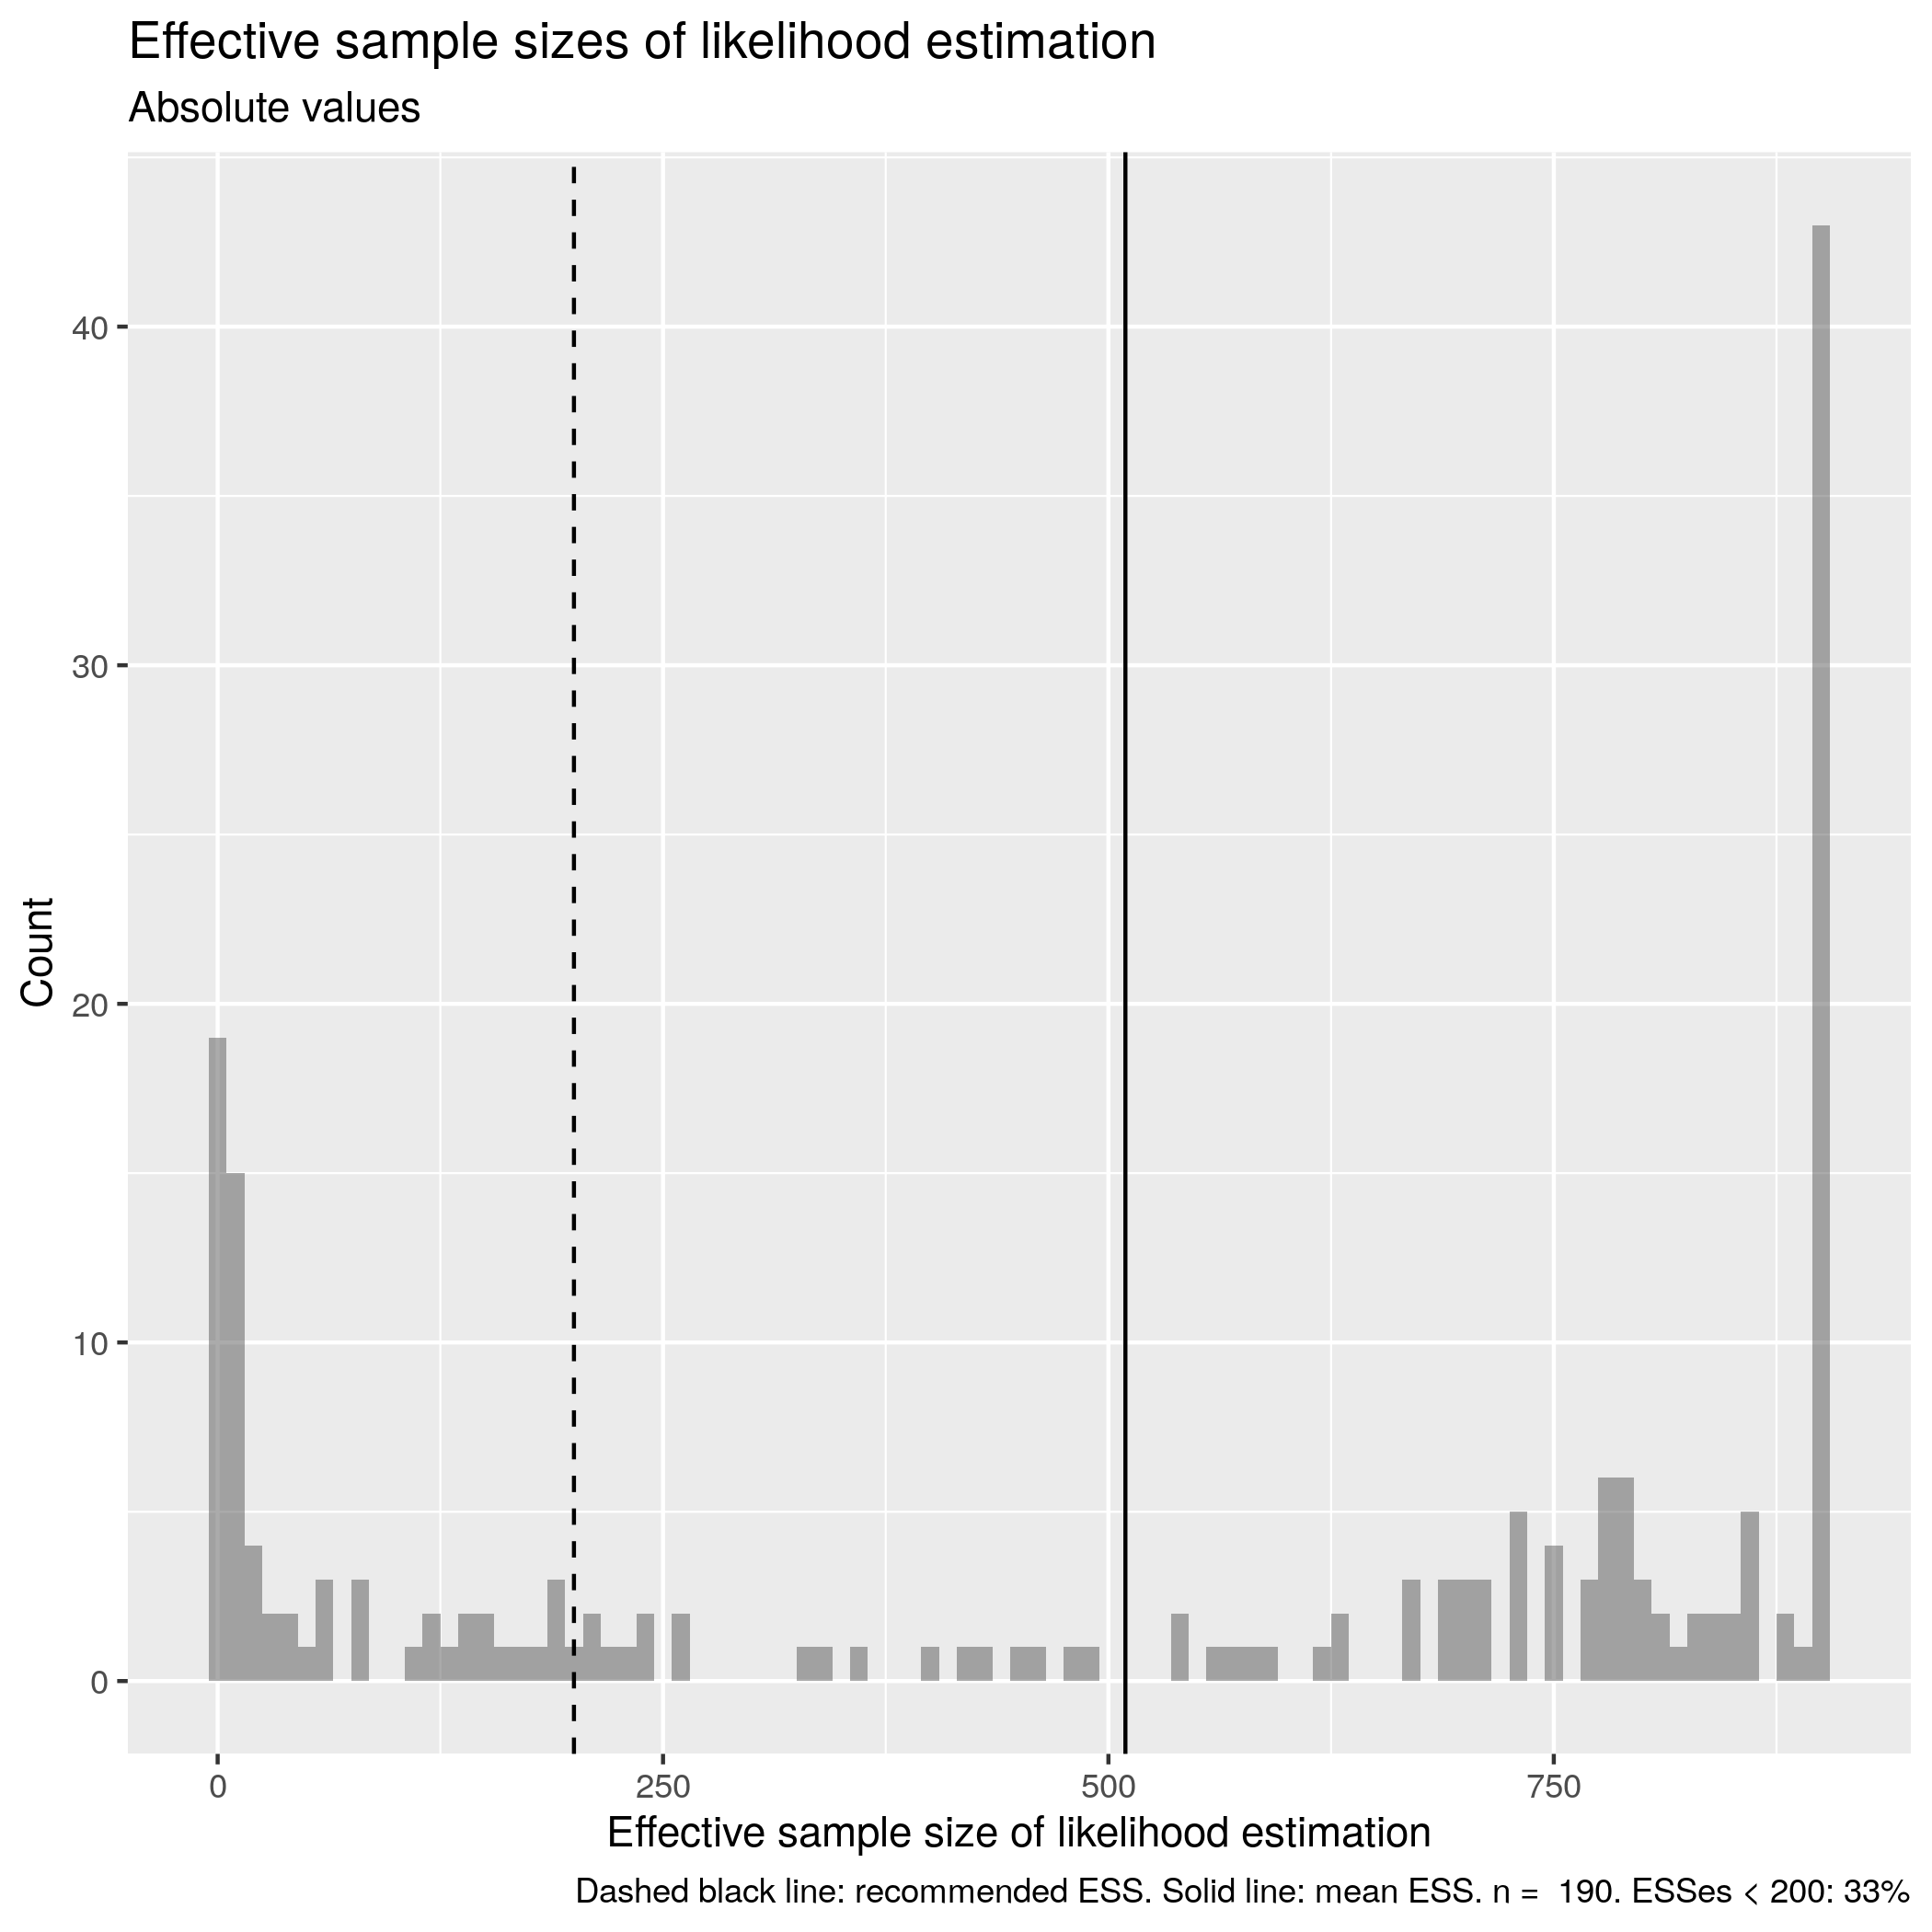 Effective sample sizes of likelihood estimation
Absolute values
40
30
20
10
0
Count
0 250 500 750
Effective sample size of likelihood estimation
Dashed black line: recommended ESS. Solid line: mean ESS. n =  190. ESSes < 200: 33%